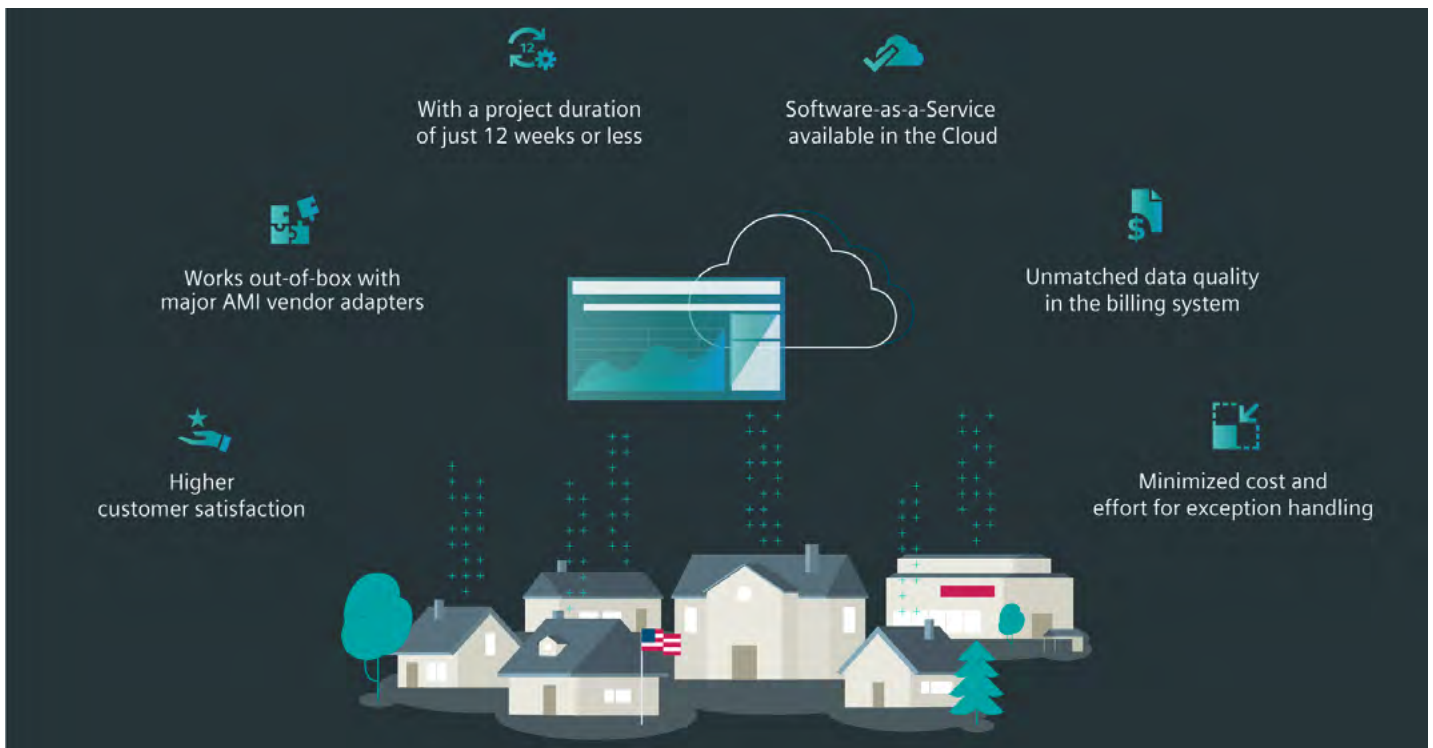 12
With a project duration
of just 12 weeks or less
Software-as-a-Service
available in the Cloud
Works out-of-box with
major AMI vendor adapters
$
Unmatched data quality
in the billing system
Higher
customer satisfaction
Minimized cost and
effort for exception handling